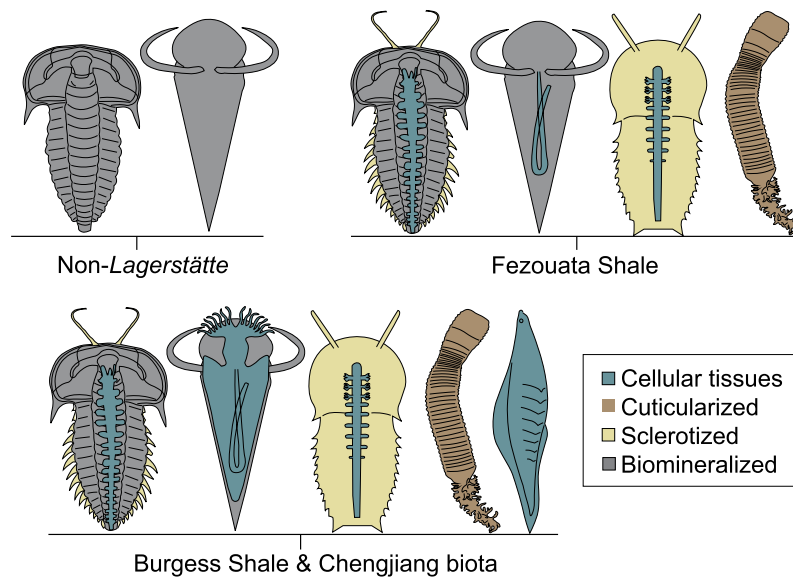 Non-Lagerstätte
Fezouata Shale
Cellular tissues
Cuticularized
Sclerotized
Biomineralized
Burgess Shale & Chengjiang biota